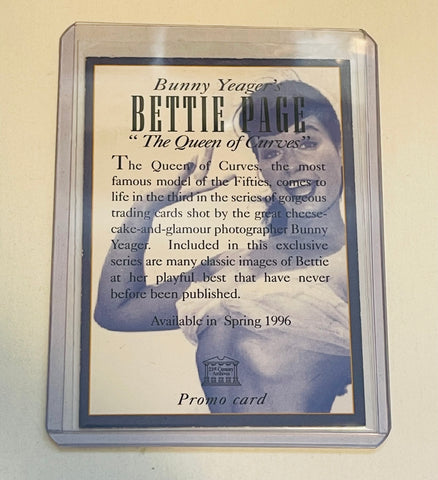 Bunny Yeager's
BETTIE PAGE
"The Queen of Curves"
The Queen of Curves, the most
famous model of the Fifties, comes to
life in the third in the series of gorgeous
trading cards shot by the great cheese-
cake-and-glamour photographer Bunny
Yeager. Included in this exclusive
series are many classic images of Bettie
at her playful best that have never
before been published.
Available in Spring 1996
21st Century
Archives
Promo card